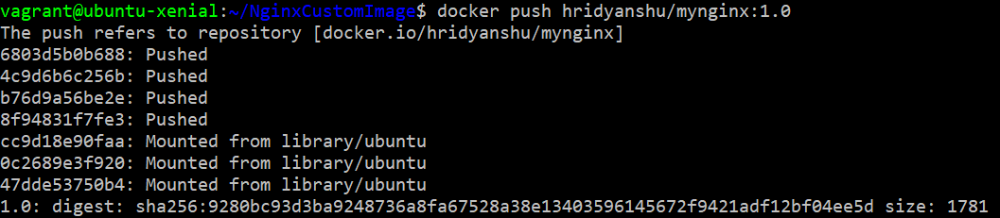 vagrant@ubuntu-xenial:~/NginxCustomImage$ docker push hridyanshu/mynginx:1.0
The push refers to repository [docker.io/hridyanshu/mynginx]
6803d5b0b688: Pushed
4c9d6b6c256b: Pushed
b76d9a56be2e: Pushed
8f94831f7fe3: Pushed
cc9d18e90faa: Mounted from library/ubuntu
0c2689e3f920: Mounted from library/ubuntu
47dde53750b4: Mounted from library/ubuntu
1.0: digest: sha256:9280bc93d3ba9248736a8fa67528a38e13403596145672f9421adf12bf04ee5d size: 1781